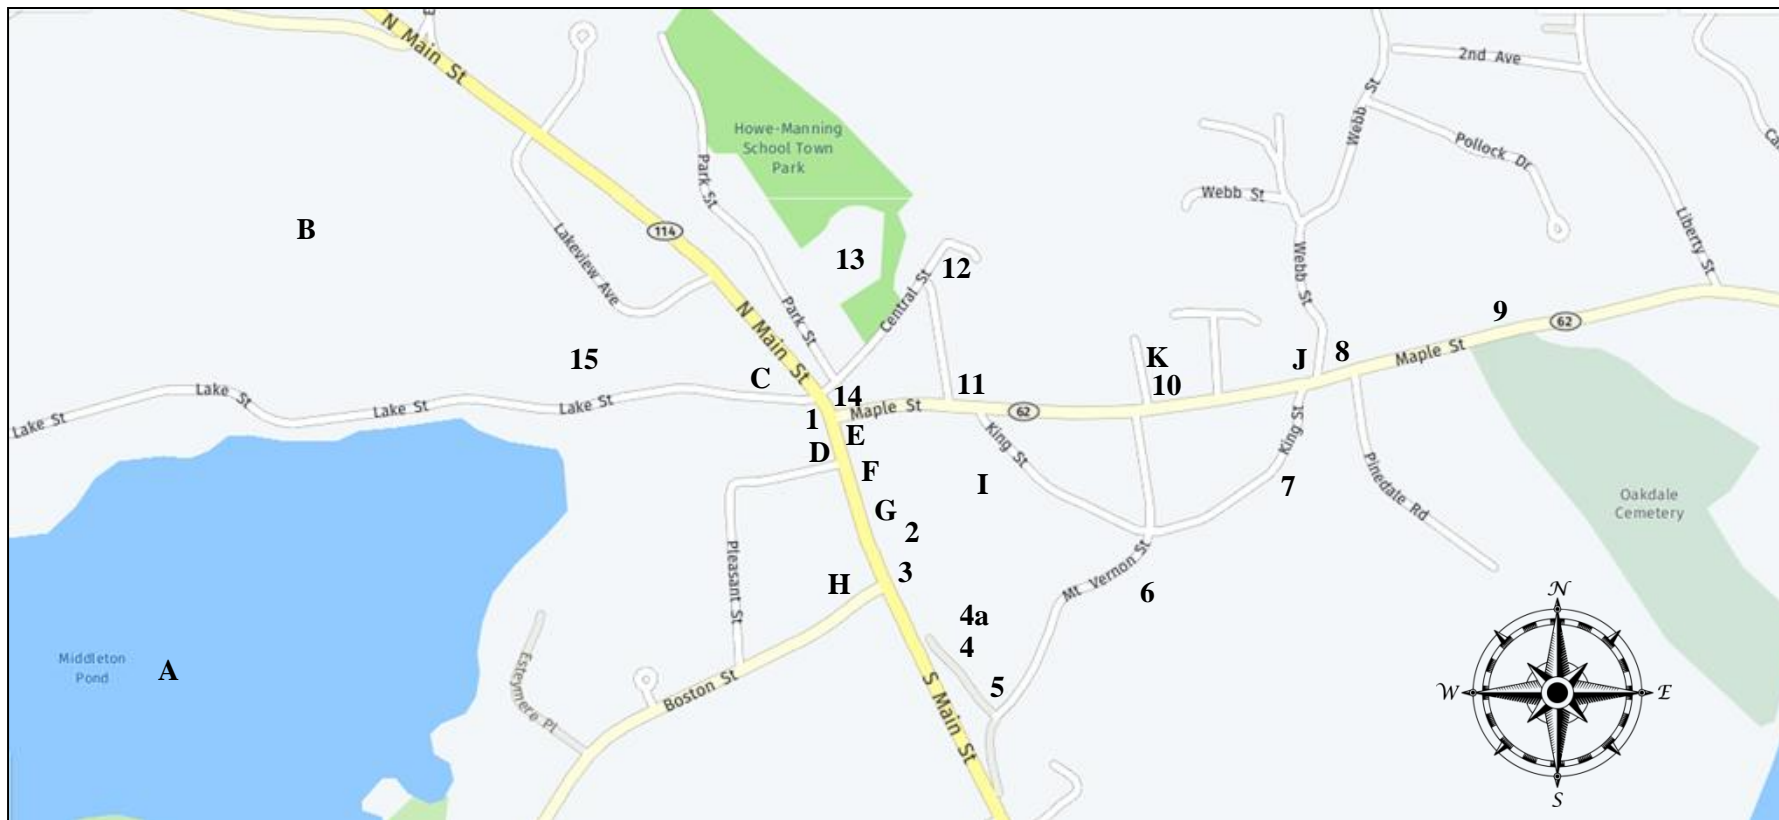 N Main St
2nd Ave
Webb St
Howe-Manning
School Town
Park
Pollock Dr
Park St
Webb St
B
114
Lakeview Ave
Liberty St
13
Central St
12
Webb St
N Main St
Park St
9
62
15
K
J
8
Maple St
C
11
10
Lake St
Lake St
Lake St
Lake St
14
Maple St
62
1
E
King St
King St
D
F
I
7
Pinedale Rd
Oakdale
Cemetery
G
2
Pleasant St
H
3
Mt Vernon St
6
N
4a
4
Middleton
Pond
A
Esteymere Pl
Boston St
S Main St
5
W
E
S